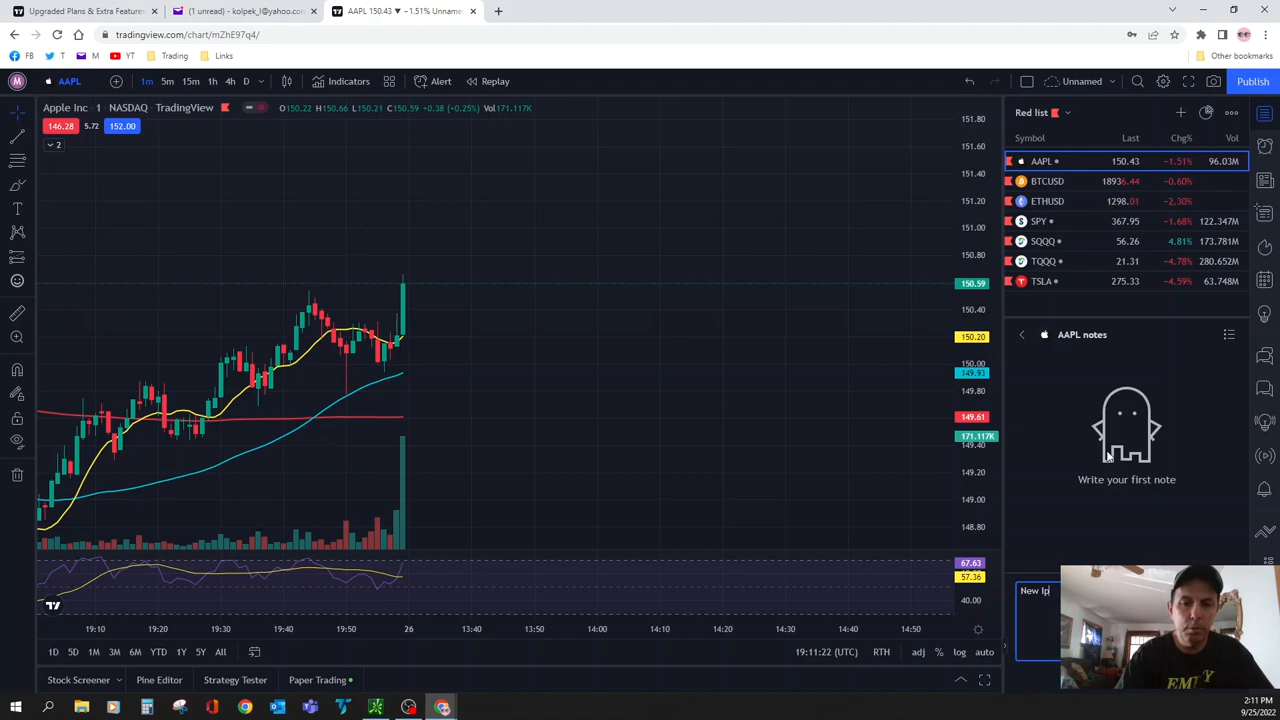 Upgraded Plans & Extra Features
(1 unread) - kolpek_l@yahoo.com
AAPL 150.43 ▼ −1.51% Unname
tradingview.com/chart/mZhE97q4/
FB
T
M
YT
Trading
Links
Other bookmarks
M
AAPL
1m 5m 15m 1h 4h D
Indicators
Alert
Replay
Unnamed
Publish
Apple Inc · 1 · NASDAQ · TradingView
O150.22 H150.66 L150.21 C150.59 +0.38 (+0.25%) Vol171.117K
146.28 5.72 152.00
2
151.80
151.60
151.40
151.20
151.00
150.80
150.59
150.40
150.20
150.00
149.93
149.80
149.61
171.117K
149.40
149.20
149.00
148.80
67.63
57.36
40.00
19:10 19:20 19:30 19:40 19:50 26 13:40 13:50 14:00 14:10 14:20 14:30 14:40 14:50
1D 5D 1M 3M 6M YTD 1Y 5Y All
19:11:22 (UTC) RTH adj % log auto
Stock Screener
Pine Editor
Strategy Tester
Paper Trading
Red list
Symbol Last Chg% Vol
AAPL 150.43 −1.51% 96.03M
BTCUSD 18936.44 −0.60%
ETHUSD 1298.01 −2.30%
SPY 367.95 −1.68% 122.347M
SQQQ 56.26 4.81% 173.781M
TQQQ 21.31 −4.78% 280.652M
TSLA 275.33 −4.59% 63.748M
AAPL notes
Write your first note
New Ip
2:11 PM
9/25/2022